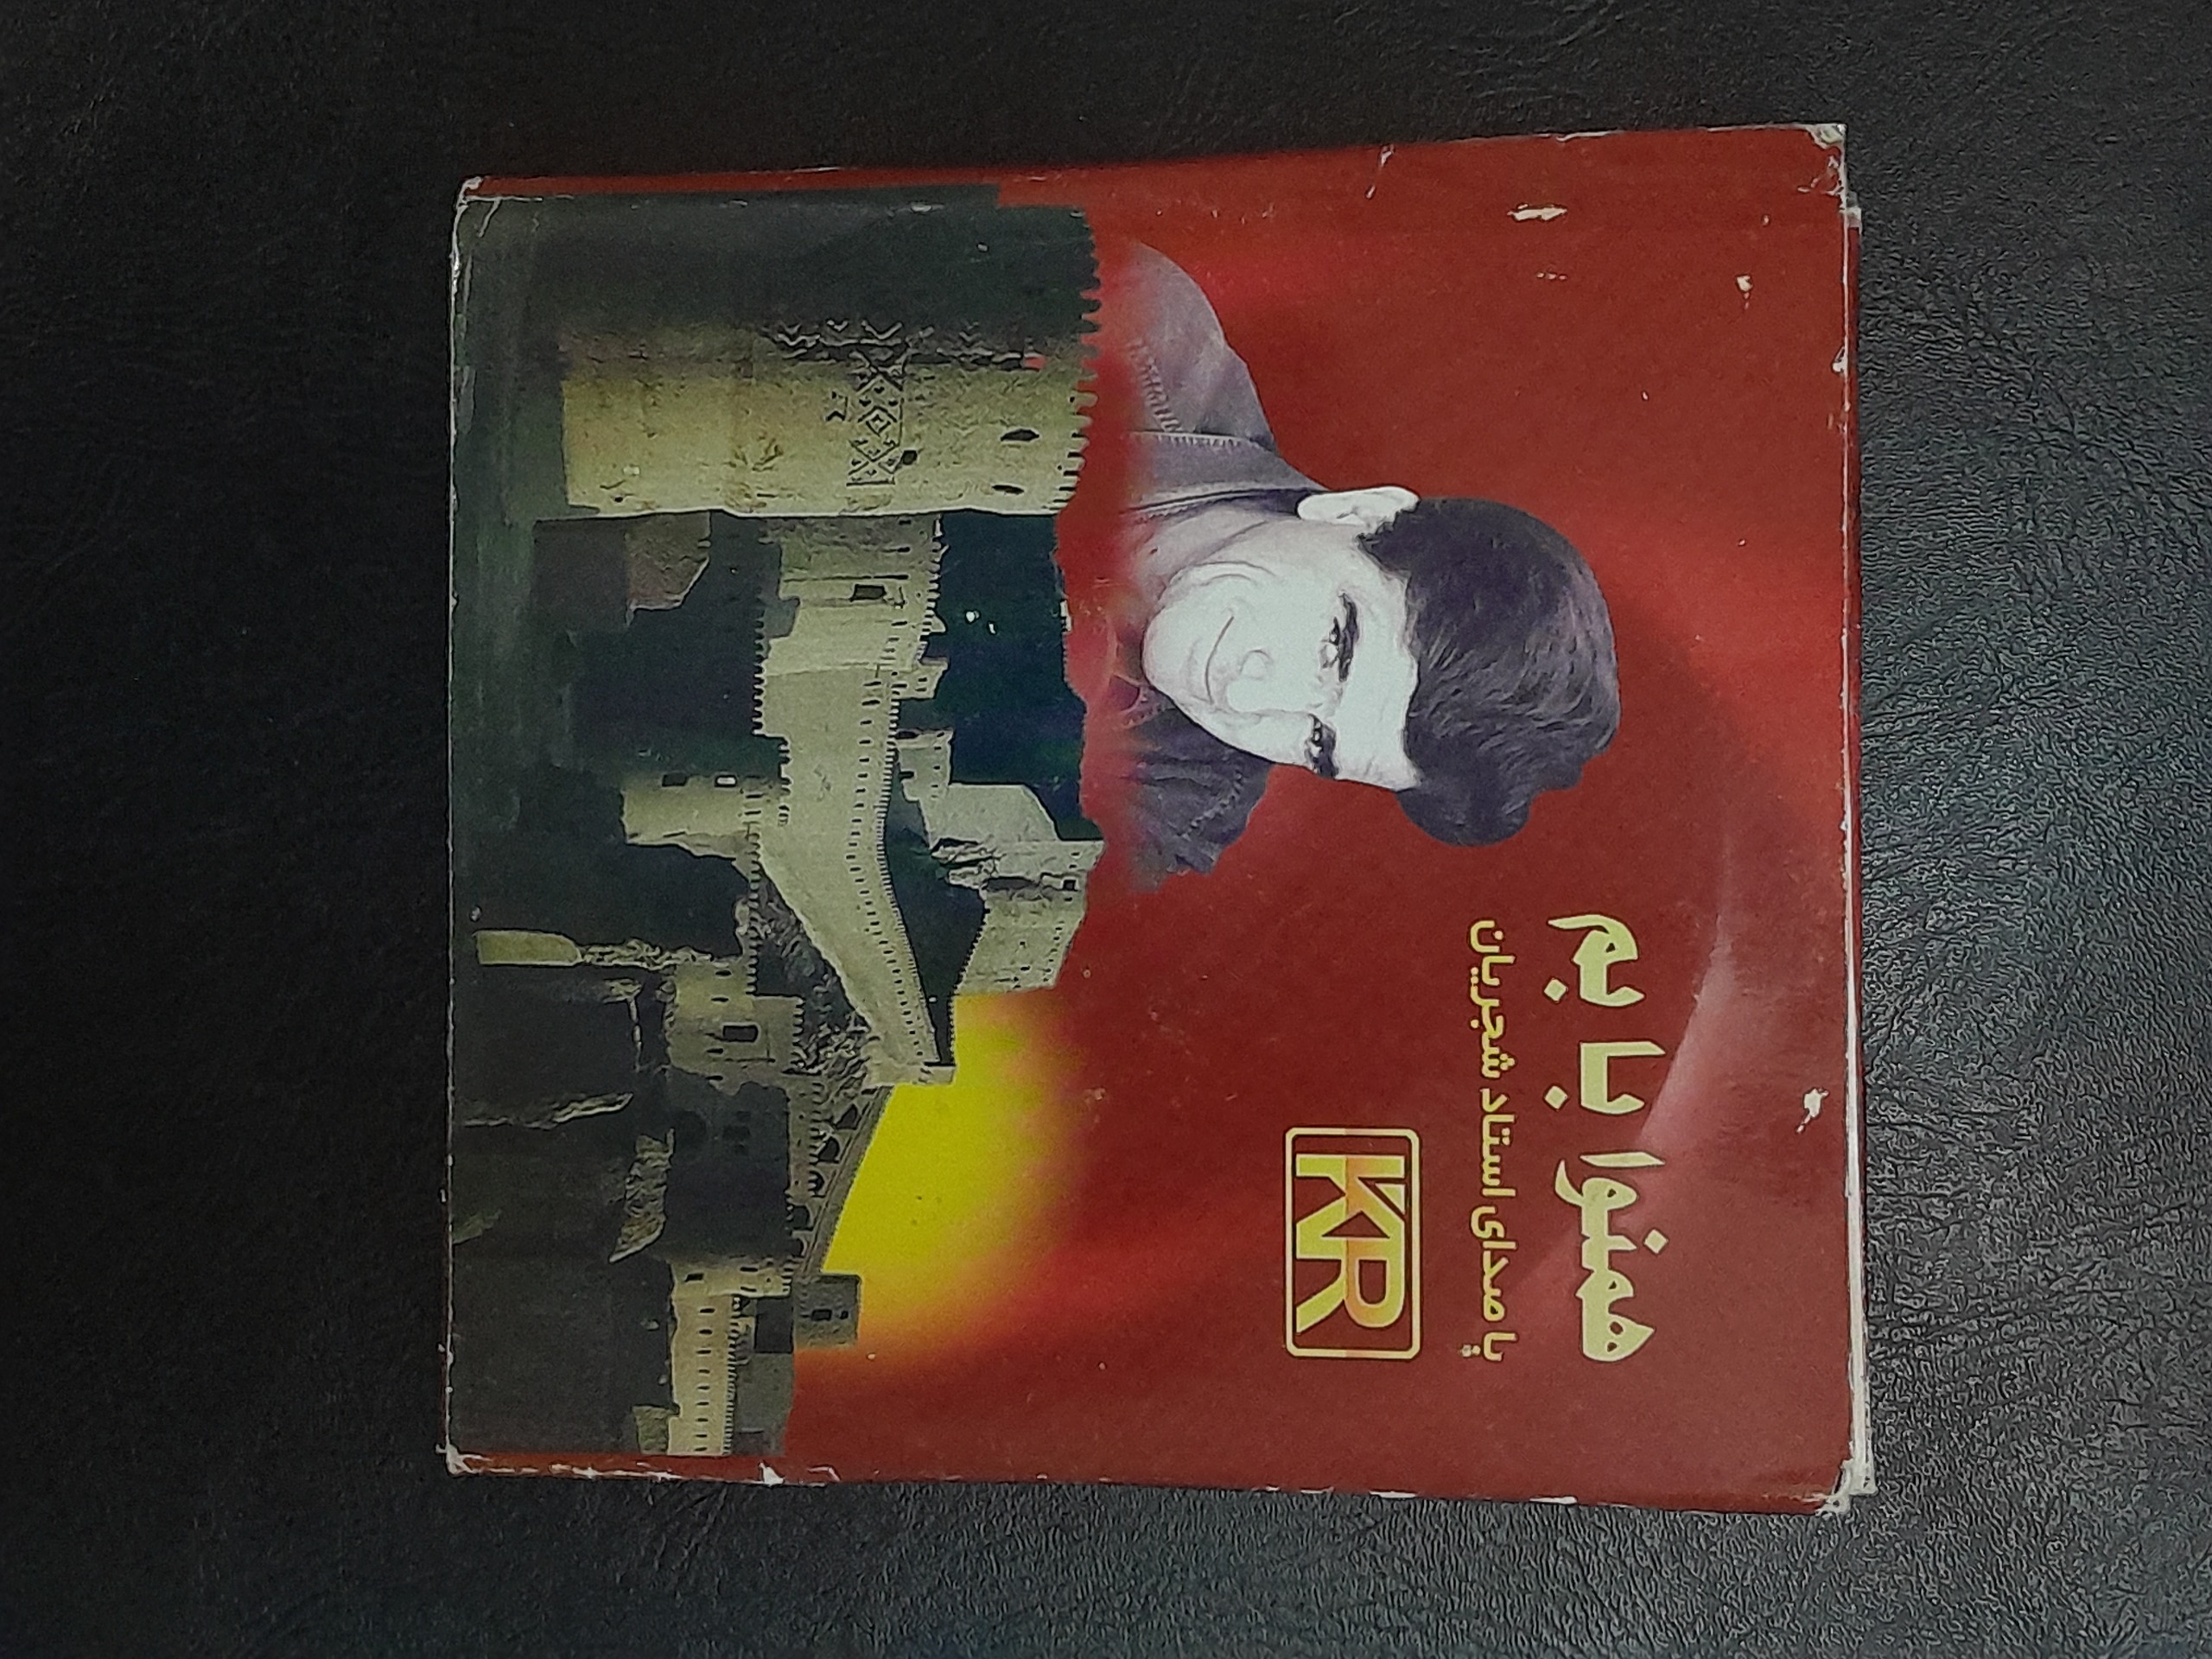 همنوا با بم
با صدای استاد شجریان
KR